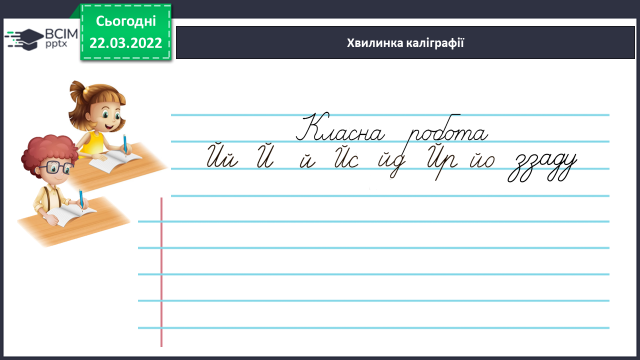 Сьогодні
22.03.2022
ВСІМ
pptx
Хвилинка каліграфії
Класна робота
Йй Й й Йс йд Йр йо ззаду